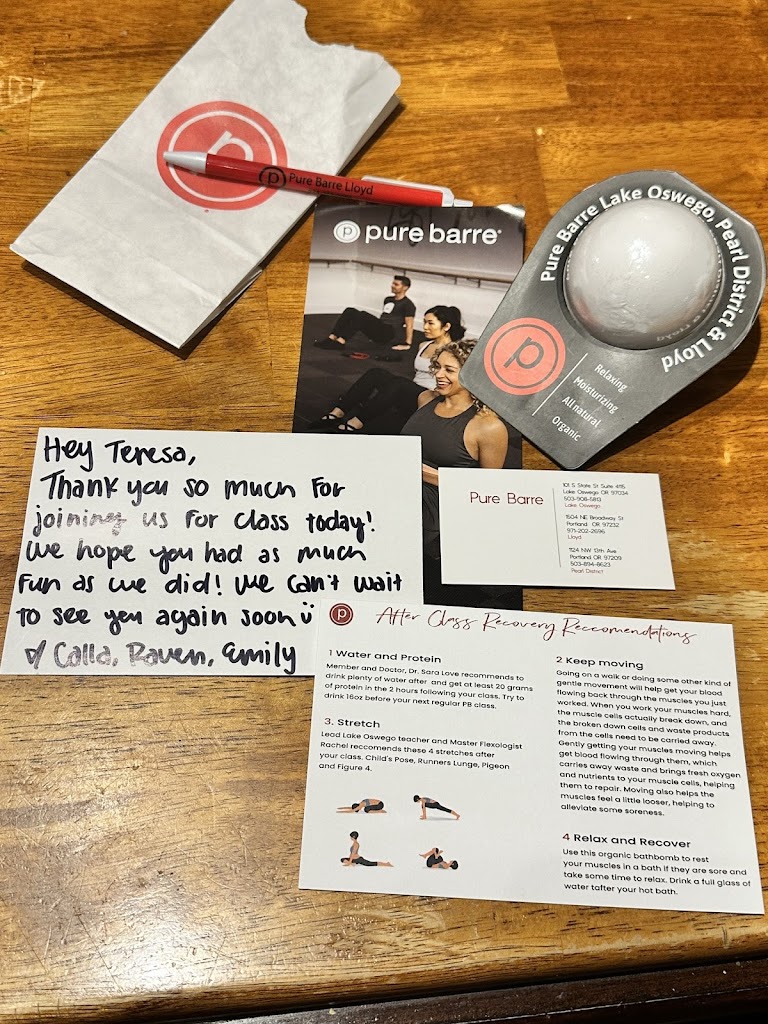 p
p Pure Barre Lloyd
p pure barre
Pure Barre Lake Oswego, Pearl District & Lloyd
p
Relaxing
Moisturizing
All natural
Organic
Hey Teresa,
Thank you so much for
joining us for class today!
We hope you had as much
fun as we did! We can't wait
to see you again soon
Calla, Raven, Emily
Pure Barre
101 S State St Suite #115
Lake Oswego OR 97034
503-908-5813
Lake Oswego
1504 NE Broadway St
Portland OR 97232
971-202-2696
Lloyd
1124 NW 13th Ave
Portland OR 97209
503-894-8623
Pearl District
p
After Class Recovery Reccomendations
1 Water and Protein
Member and Doctor, Dr. Sara Love recommends to
drink plenty of water after and get at least 20 grams
of protein in the 2 hours following your class. Try to
drink 16oz before your next regular PB class.
3. Stretch
Lead Lake Oswego teacher and Master Flexologist
Rachel reccomends these 4 stretches after
your class. Child's Pose, Runners Lunge, Pigeon
and Figure 4.
2 Keep moving
Going on a walk or doing some other kind of
gentle movement will help get your blood
flowing back through the muscles you just
worked. When you work your muscles hard,
the muscle cells actually break down, and
the broken down cells and waste products
from the cells need to be carried away.
Gently getting your muscles moving helps
get blood flowing through them, which
carries away waste and brings fresh oxygen
and nutrients to your muscle cells, helping
them to repair. Moving also helps the
muscles feel a little looser, helping to
alleviate some soreness.
4 Relax and Recover
Use this organic bathbomb to rest
your muscles in a bath if they are sore and
take some time to relax. Drink a full glass of
water tafter your hot bath.